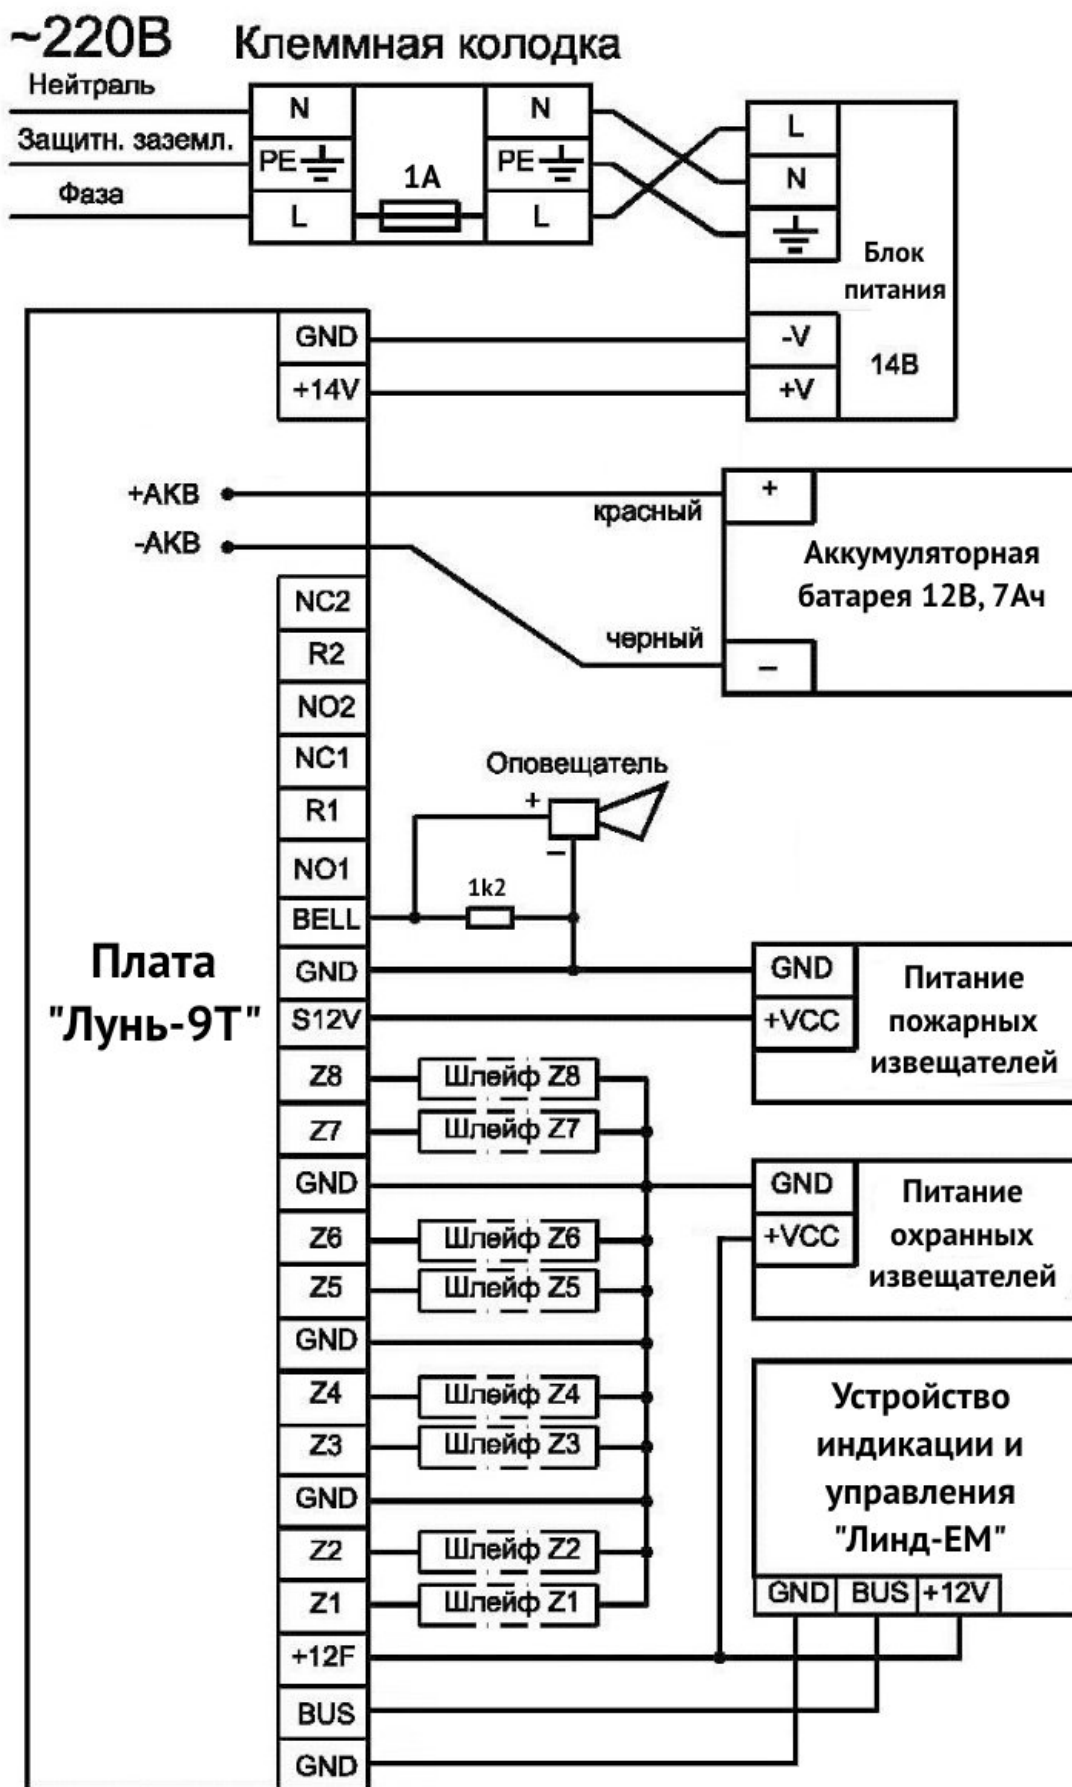 ~220В Клеммная колодка
Нейтраль
Защитн. заземл.
Фаза
N
PE
L
1А
N
PE
L
L
N
Блок
питания
14В
-V
+V
GND
+14V
+АКВ
-АКВ
красный
черный
+
−
Аккумуляторная
батарея 12В, 7Ач
NC2
R2
NO2
NC1
R1
NO1
BELL
GND
S12V
Z8
Z7
GND
Z6
Z5
GND
Z4
Z3
GND
Z2
Z1
+12F
BUS
GND
Плата
"Лунь-9Т"
Оповещатель
+
−
1k2
GND
+VCC
Питание
пожарных
извещателей
Шлейф Z8
Шлейф Z7
Шлейф Z6
Шлейф Z5
Шлейф Z4
Шлейф Z3
Шлейф Z2
Шлейф Z1
GND
+VCC
Питание
охранных
извещателей
Устройство
индикации и
управления
"Линд-ЕМ"
GND BUS +12V